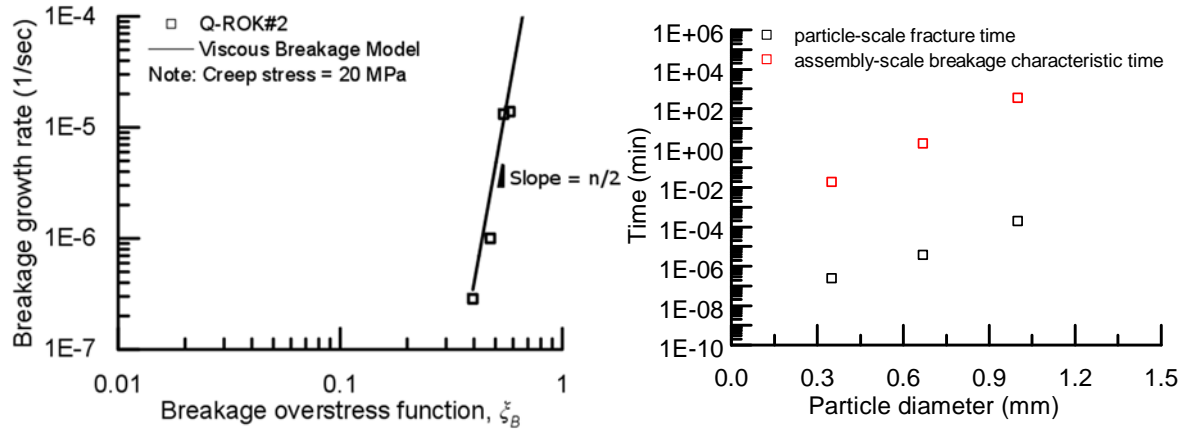 1E-4
1E-5
1E-6
1E-7
Breakage growth rate (1/sec)
Q-ROK#2
Viscous Breakage Model
Note: Creep stress = 20 MPa
Slope = n/2
0.01
0.1
1
Breakage overstress function, ξB
1E+06
1E+04
1E+02
1E+00
1E-02
1E-04
1E-06
1E-08
1E-10
Time (min)
particle-scale fracture time
assembly-scale breakage characteristic time
0.0
0.3
0.6
0.9
1.2
1.5
Particle diameter (mm)